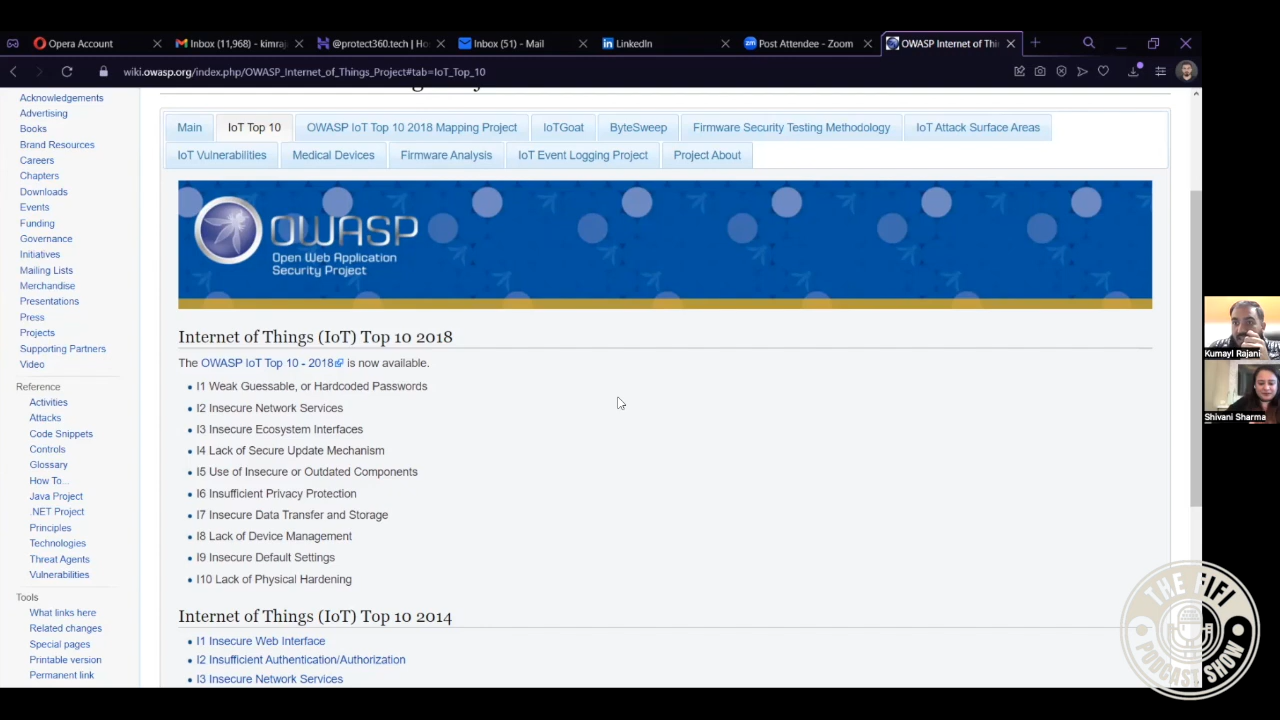 Opera Account
Inbox (11,968) - kimraj
@protect360.tech | Ho
Inbox (51) - Mail
LinkedIn
Post Attendee - Zoom
OWASP Internet of Thi
wiki.owasp.org/index.php/OWASP_Internet_of_Things_Project#tab=IoT_Top_10
Acknowledgements
Advertising
Books
Brand Resources
Careers
Chapters
Downloads
Events
Funding
Governance
Initiatives
Mailing Lists
Merchandise
Presentations
Press
Projects
Supporting Partners
Video
Reference
Activities
Attacks
Code Snippets
Controls
Glossary
How To...
Java Project
.NET Project
Principles
Technologies
Threat Agents
Vulnerabilities
Tools
What links here
Related changes
Special pages
Printable version
Permanent link
Main
IoT Top 10
OWASP IoT Top 10 2018 Mapping Project
IoTGoat
ByteSweep
Firmware Security Testing Methodology
IoT Attack Surface Areas
IoT Vulnerabilities
Medical Devices
Firmware Analysis
IoT Event Logging Project
Project About
OWASP
Open Web Application
Security Project
Internet of Things (IoT) Top 10 2018
The OWASP IoT Top 10 - 2018 is now available.
I1 Weak Guessable, or Hardcoded Passwords
I2 Insecure Network Services
I3 Insecure Ecosystem Interfaces
I4 Lack of Secure Update Mechanism
I5 Use of Insecure or Outdated Components
I6 Insufficient Privacy Protection
I7 Insecure Data Transfer and Storage
I8 Lack of Device Management
I9 Insecure Default Settings
I10 Lack of Physical Hardening
Internet of Things (IoT) Top 10 2014
I1 Insecure Web Interface
I2 Insufficient Authentication/Authorization
I3 Insecure Network Services
Kumayl Rajani
Shivani Sharma
THE FIFI
PODCAST SHOW